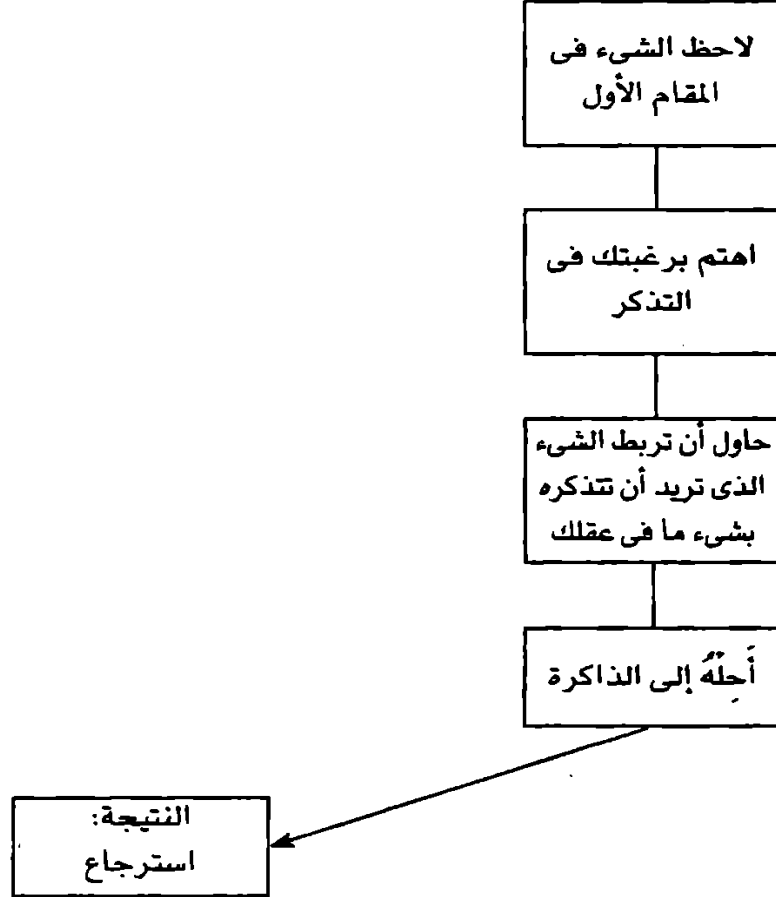 لاحظ الشىء فى
المقام الأول
اهتم برغبتك فى
التذكر
حاول أن تربط الشىء
الذى تريد أن تتذكره
بشىء ما فى عقلك
أَحِلْهُ إلى الذاكرة
النتيجة:
استرجاع